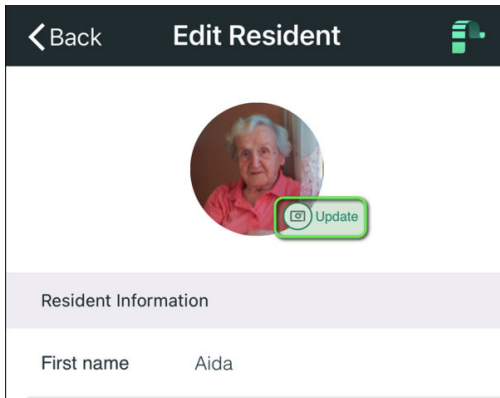 Back Edit Resident
Update
Resident Information
First name Aida